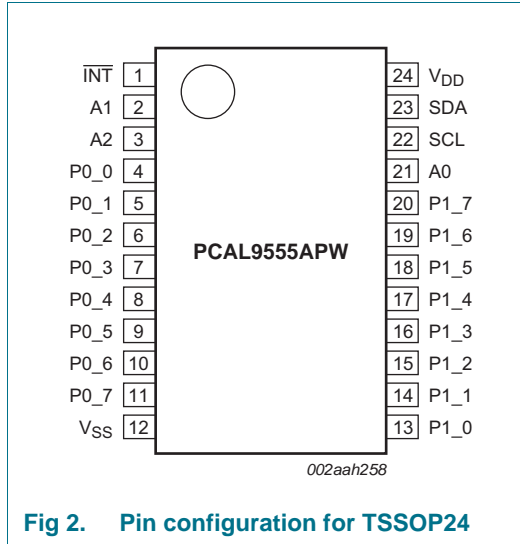 INT 1 24 VDD
A1 2 23 SDA
A2 3 22 SCL
P0_0 4 21 A0
P0_1 5 20 P1_7
P0_2 6 19 P1_6
P0_3 7 PCAL9555APW 18 P1_5
P0_4 8 17 P1_4
P0_5 9 16 P1_3
P0_6 10 15 P1_2
P0_7 11 14 P1_1
VSS 12 13 P1_0
002aah258
Fig 2. Pin configuration for TSSOP24